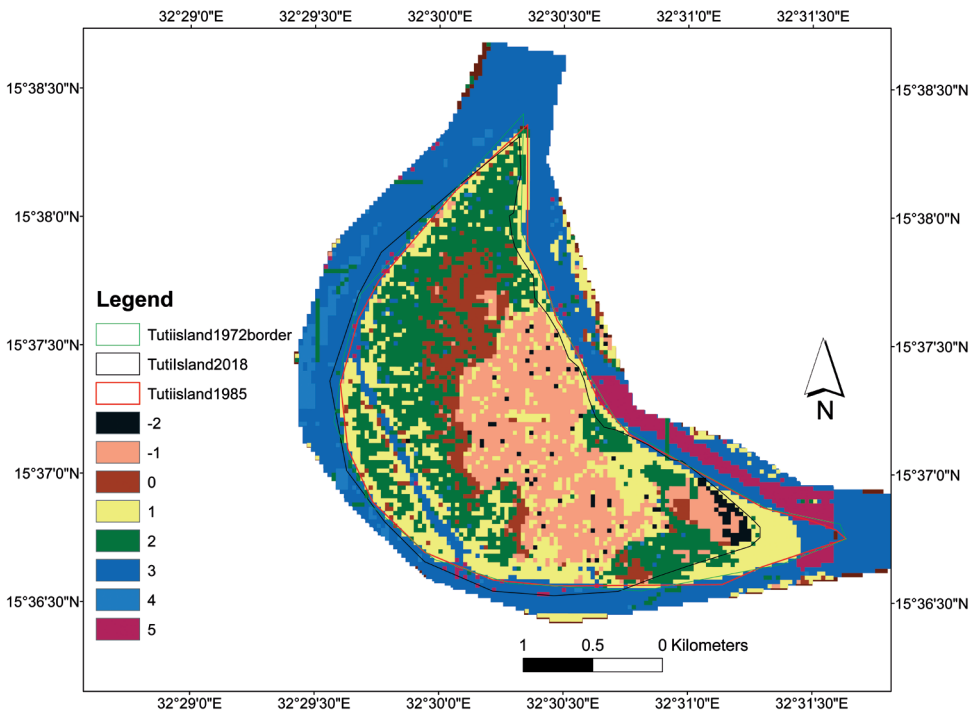 32°29'0"E 32°29'30"E 32°30'0"E 32°30'30"E 32°31'0"E 32°31'30"E
15°38'30"N 15°38'30"N
15°38'0"N 15°38'0"N
15°37'30"N 15°37'30"N
15°37'0"N 15°37'0"N
15°36'30"N 15°36'30"N
Legend
Tutiisland1972border
TutiIsland2018
Tutiisland1985
-2
-1
0
1
2
3
4
5
N
1 0.5 0 Kilometers
32°29'0"E 32°29'30"E 32°30'0"E 32°30'30"E 32°31'0"E 32°31'30"E